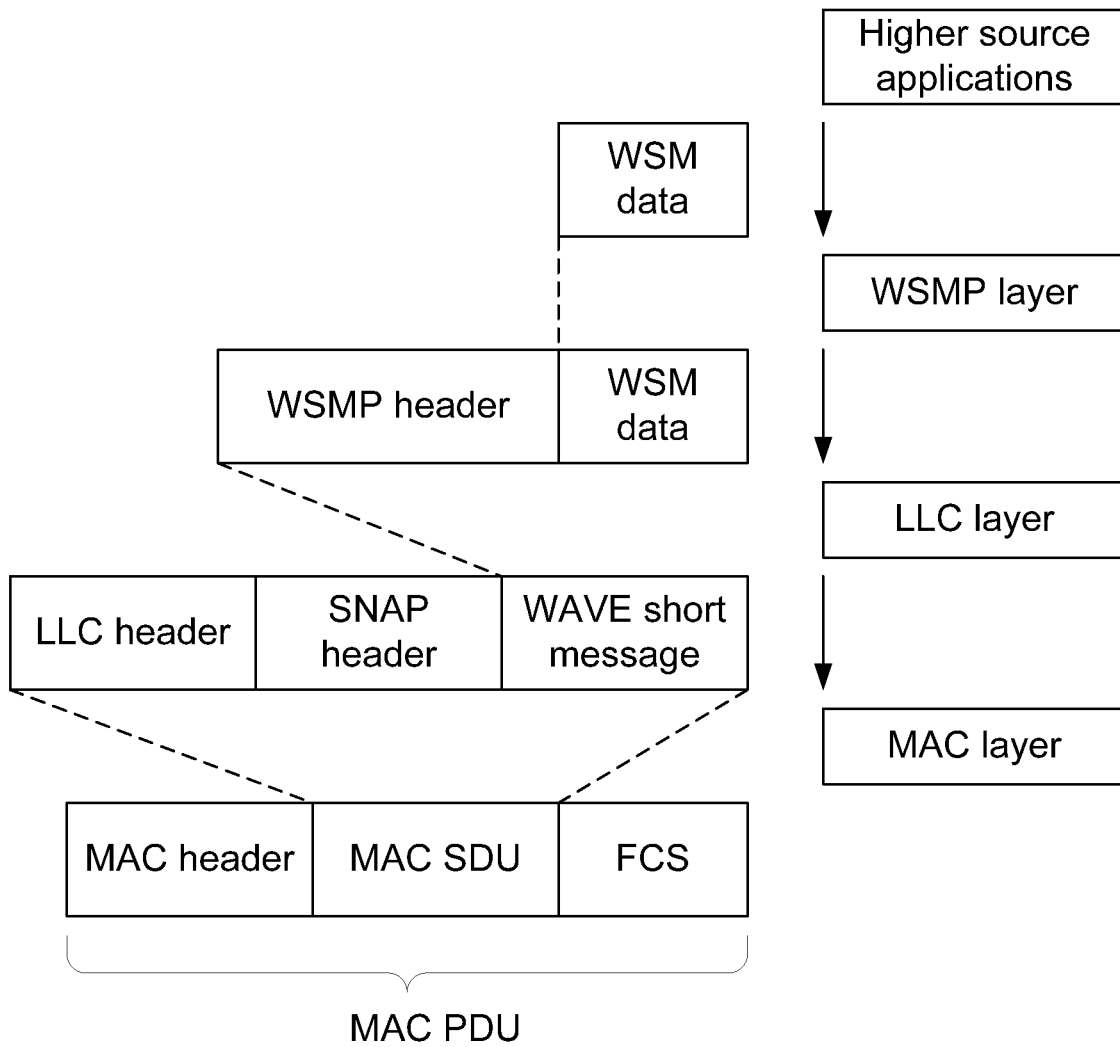 Higher source
applications
WSM
data
WSMP layer
WSMP header
WSM
data
LLC layer
LLC header
SNAP
header
WAVE short
message
MAC layer
MAC header
MAC SDU
FCS
MAC PDU